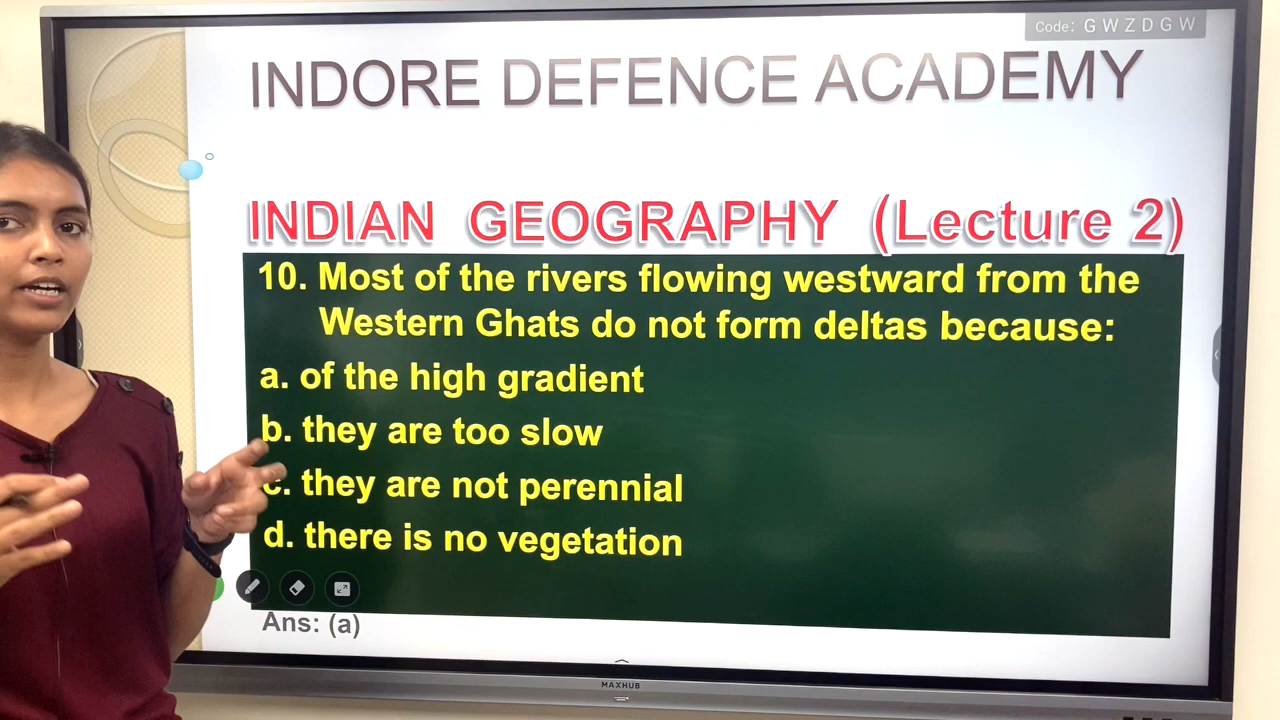 Code: G W Z D G W
INDORE DEFENCE ACADEMY
INDIAN GEOGRAPHY (Lecture 2)
10. Most of the rivers flowing westward from the
Western Ghats do not form deltas because:
a. of the high gradient
b. they are too slow
c. they are not perennial
d. there is no vegetation
Ans: (a)
MAXHUB